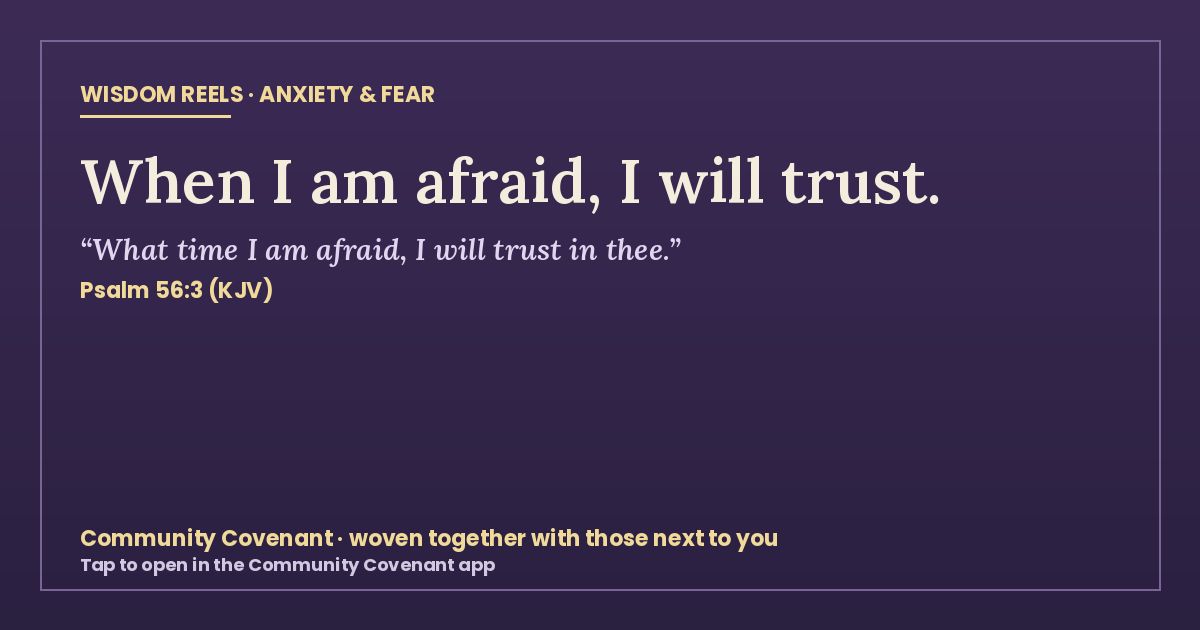 WISDOM REELS · ANXIETY & FEAR
When I am afraid, I will trust.
“What time I am afraid, I will trust in thee.”
Psalm 56:3 (KJV)
Community Covenant · woven together with those next to you
Tap to open in the Community Covenant app